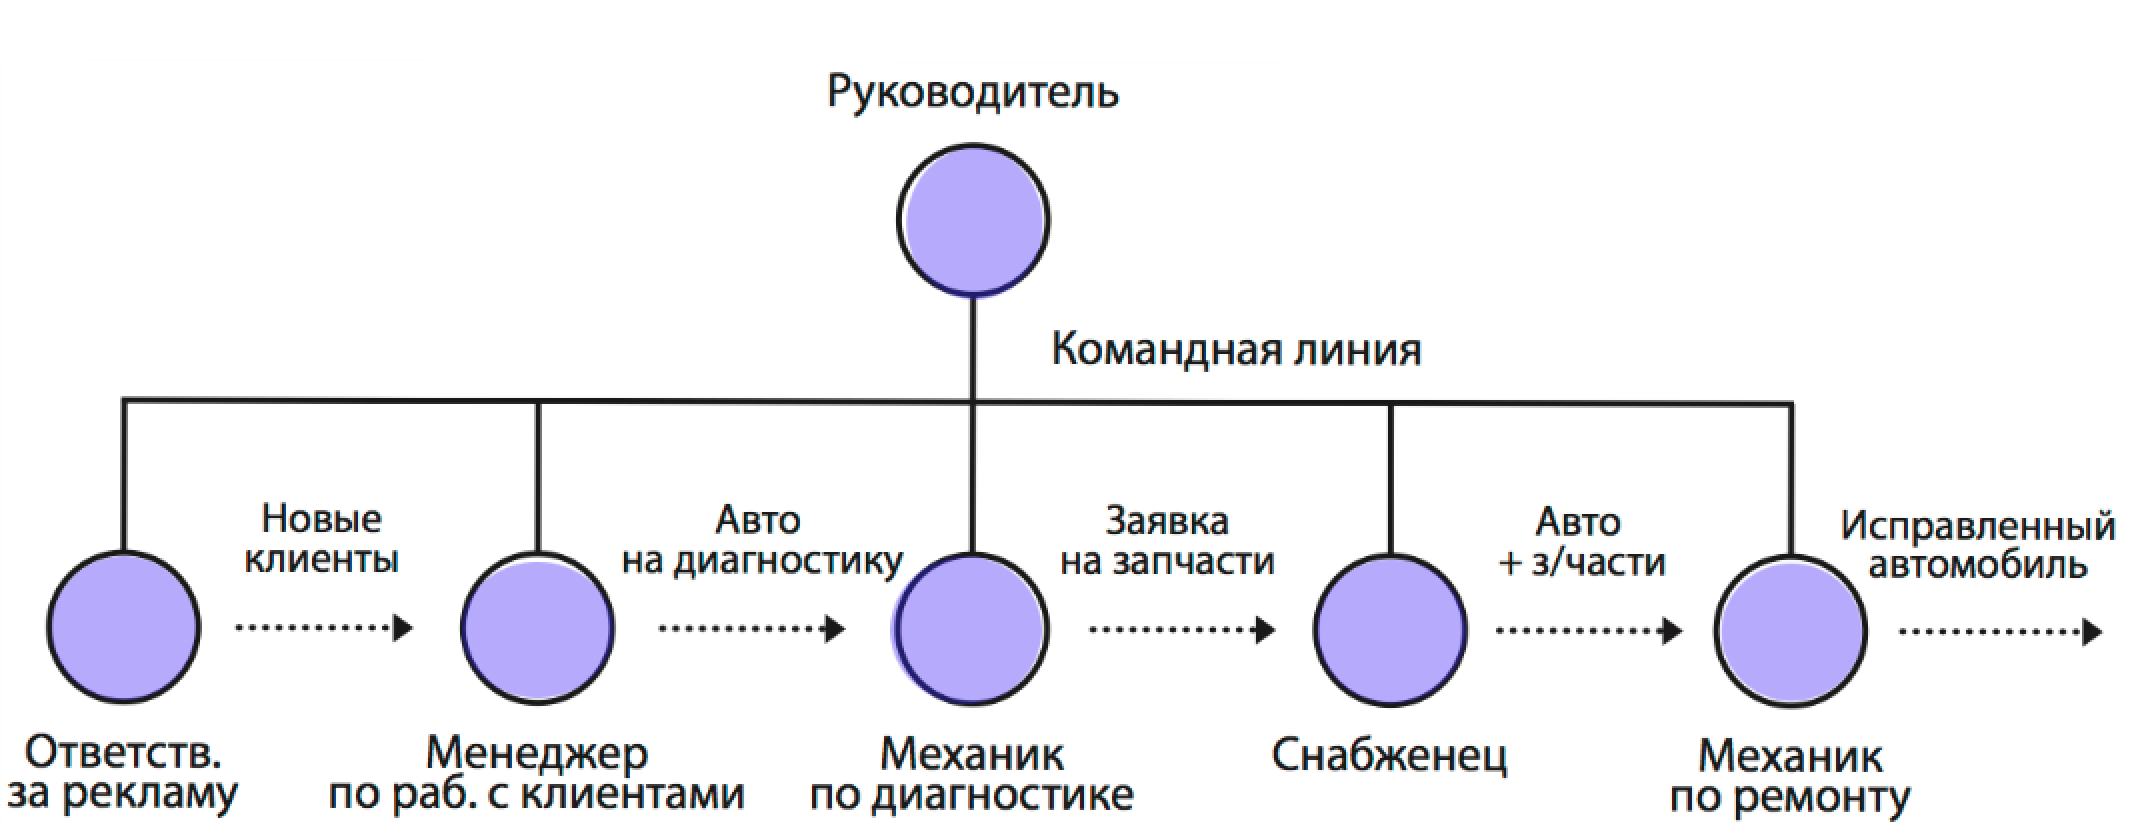 Руководитель
Командная линия
Новые
клиенты
Авто
на диагностику
Заявка
на запчасти
Авто
+ з/части
Исправленный
автомобиль
Ответств.
за рекламу
Менеджер
по раб. с клиентами
Механик
по диагностике
Снабженец
Механик
по ремонту